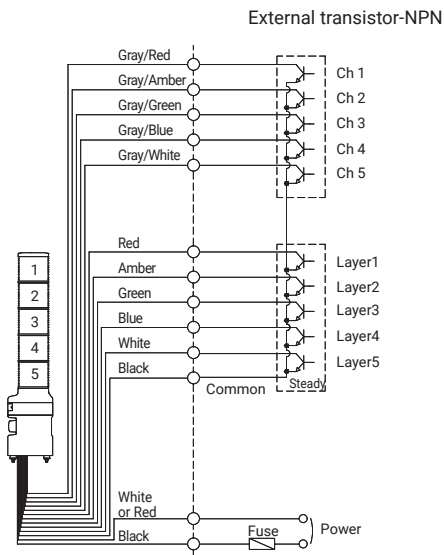 External transistor-NPN
Gray/Red
Ch 1
Gray/Amber
Ch 2
Gray/Green
Ch 3
Gray/Blue
Ch 4
Gray/White
Ch 5
Red
Layer1
Amber
Layer2
Green
Layer3
Blue
Layer4
White
Layer5
Black
Common
Steady
1
2
3
4
5
White
or Red
Black
Fuse
Power